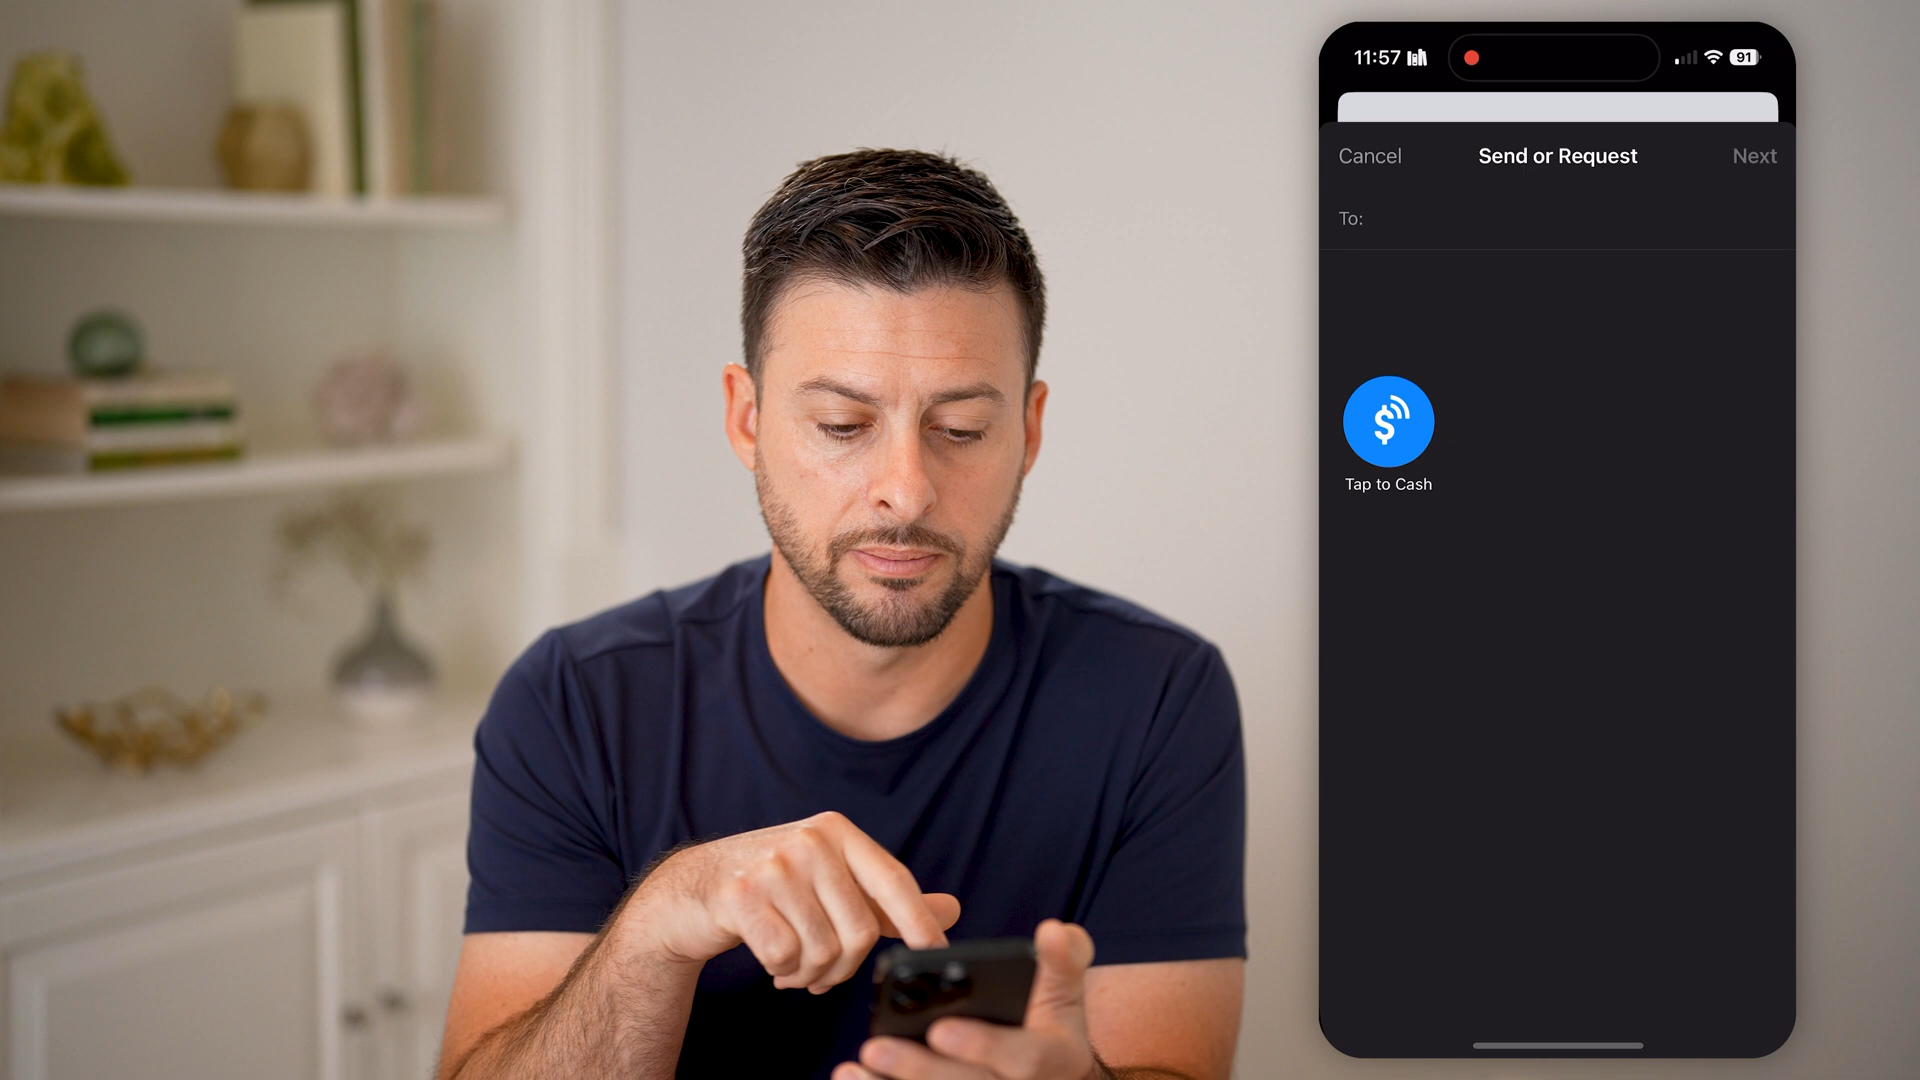 11:57 91
Cancel Send or Request Next
To:
$
Tap to Cash